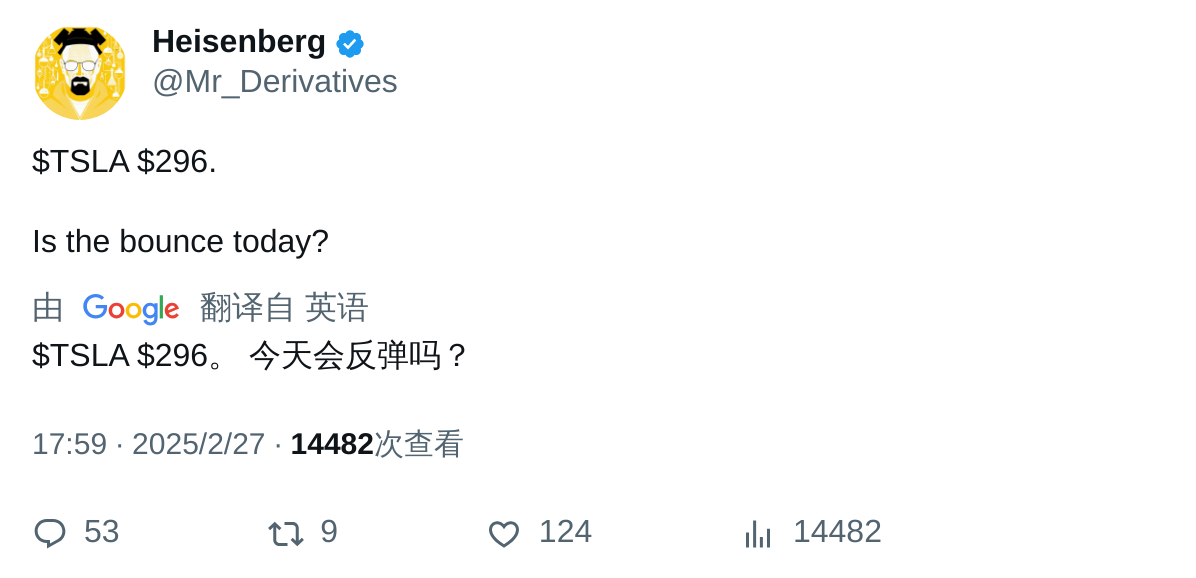 Heisenberg
@Mr_Derivatives
$TSLA $296.
Is the bounce today?
由 Google 翻译自 英语
$TSLA $296。 今天会反弹吗？
17:59 · 2025/2/27 · 14482次查看
53 9 124 14482